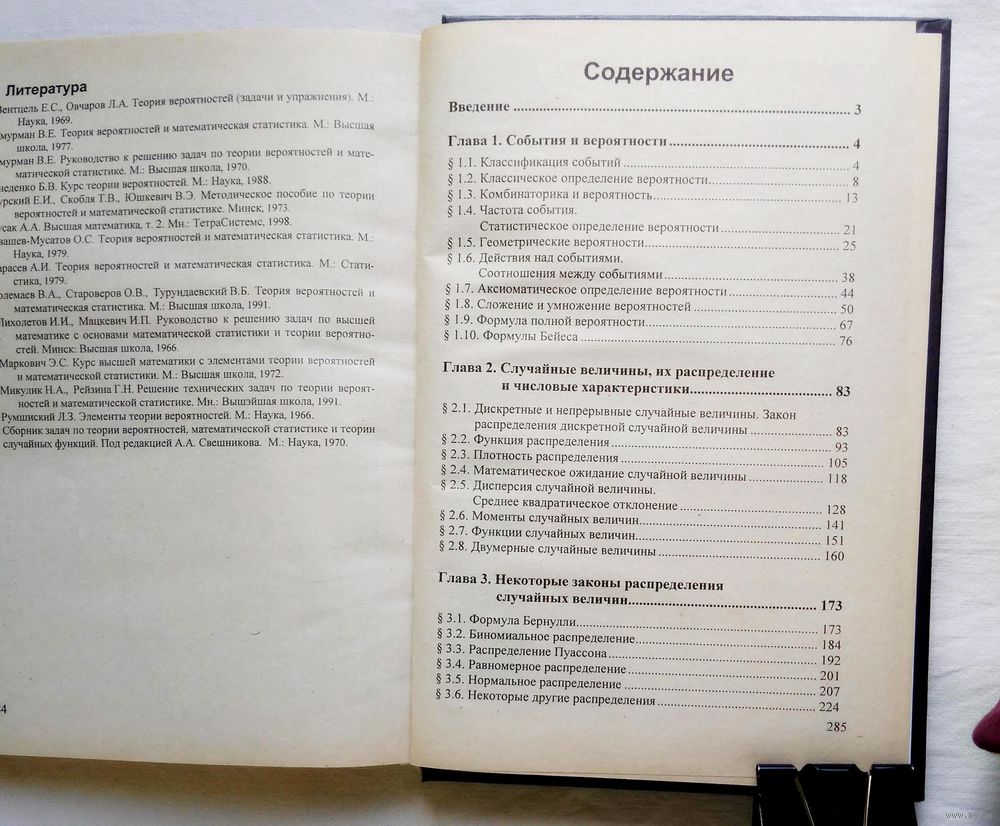 Литература
Вентцель Е.С., Овчаров Л.А. Теория вероятностей (задачи и упражнения). М.:
Наука, 1969.
мурман В.Е. Теория вероятностей и математическая статистика. М.: Высшая
школа, 1977.
мурман В.Е. Руководство к решению задач по теории вероятностей и мате-
матической статистике. М.: Высшая школа, 1970.
неденко Б.В. Курс теории вероятностей. М.: Наука, 1988.
урский Е.И., Скобля Т.В., Юшкевич В.Э. Методическое пособие по теории
вероятностей и математической статистике. Минск, 1973.
усак А.А. Высшая математика, т. 2. Мн.: ТетраСистемс, 1998.
вашев-Мусатов О.С. Теория вероятностей и математическая статистика. М.:
Наука, 1979.
арасев А.И. Теория вероятностей и математическая статистика. М.: Стати-
стика, 1979.
олемаев В.А., Староверов О.В., Турундаевский В.Б. Теория вероятностей и
математическая статистика. М.: Высшая школа, 1991.
Лихолетов И.И., Мацкевич И.П. Руководство к решению задач по высшей
математике с основами математической статистики и теории вероятно-
стей. Минск: Высшая школа, 1966.
Маркович Э.С. Курс высшей математики с элементами теории вероятностей
и математической статистики. М.: Высшая школа, 1972.
Микулик Н.А., Рейзина Г.Н. Решение технических задач по теории вероят-
ностей и математической статистике. Мн.: Вышэйшая школа, 1991.
Румшиский Л.З. Элементы теории вероятностей. М.: Наука, 1966.
Сборник задач по теории вероятностей, математической статистике и теории
случайных функций. Под редакцией А.А. Свешникова. М.: Наука, 1970.
4
Содержание
Введение ........ 3
Глава 1. События и вероятности ........ 4
§ 1.1. Классификация событий ........ 4
§ 1.2. Классическое определение вероятности ........ 8
§ 1.3. Комбинаторика и вероятность ........ 13
§ 1.4. Частота события.
Статистическое определение вероятности ........ 21
§ 1.5. Геометрические вероятности ........ 25
§ 1.6. Действия над событиями.
Соотношения между событиями ........ 38
§ 1.7. Аксиоматическое определение вероятности ........ 44
§ 1.8. Сложение и умножение вероятностей ........ 50
§ 1.9. Формула полной вероятности ........ 67
§ 1.10. Формулы Бейеса ........ 76
Глава 2. Случайные величины, их распределение
и числовые характеристики ........ 83
§ 2.1. Дискретные и непрерывные случайные величины. Закон
распределения дискретной случайной величины ........ 83
§ 2.2. Функция распределения ........ 93
§ 2.3. Плотность распределения ........ 105
§ 2.4. Математическое ожидание случайной величины ........ 118
§ 2.5. Дисперсия случайной величины.
Среднее квадратическое отклонение ........ 128
§ 2.6. Моменты случайных величин ........ 141
§ 2.7. Функции случайных величин ........ 151
§ 2.8. Двумерные случайные величины ........ 160
Глава 3. Некоторые законы распределения
случайных величин ........ 173
§ 3.1. Формула Бернулли ........ 173
§ 3.2. Биномиальное распределение ........ 184
§ 3.3. Распределение Пуассона ........ 192
§ 3.4. Равномерное распределение ........ 201
§ 3.5. Нормальное распределение ........ 207
§ 3.6. Некоторые другие распределения ........ 224
285